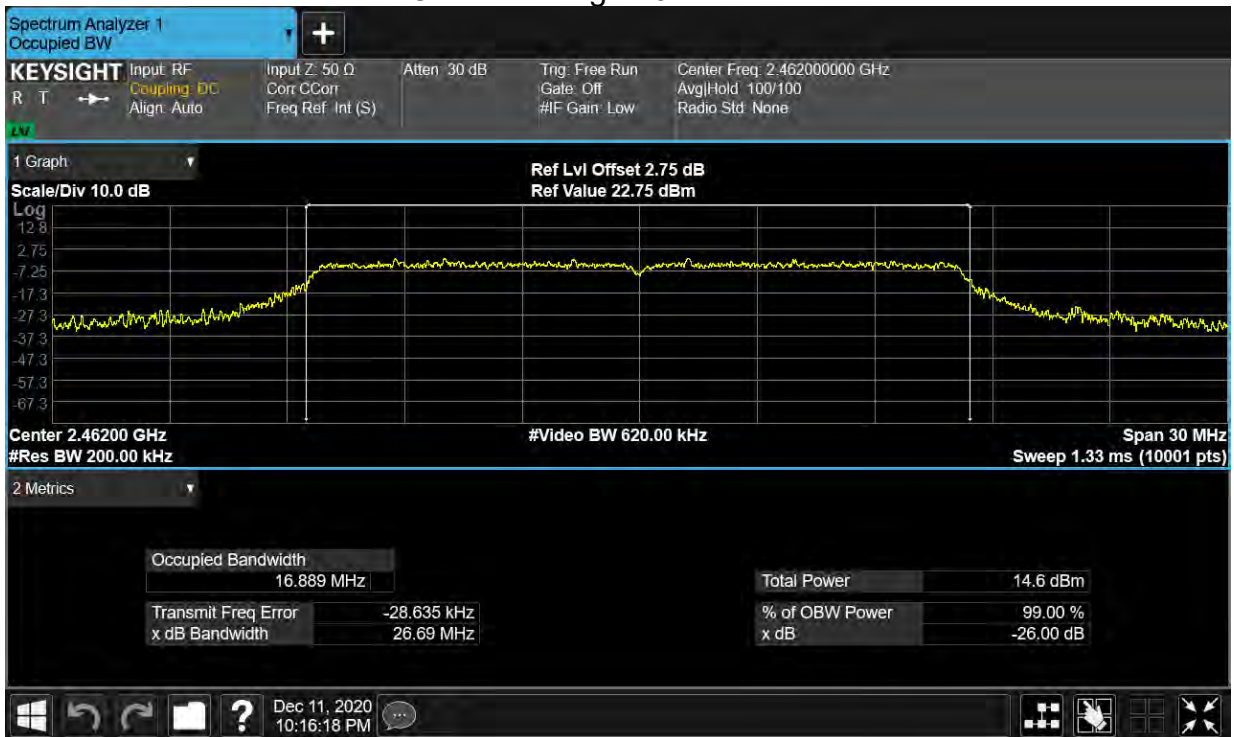 Spectrum Analyzer 1
Occupied BW
KEYSIGHT
R T
LXI
Input: RF
Coupling: DC
Align: Auto
Input Z: 50 Ω
Corr CCorr
Freq Ref: Int (S)
Atten: 30 dB
Trig: Free Run
Gate: Off
#IF Gain: Low
Center Freq: 2.462000000 GHz
Avg|Hold: 100/100
Radio Std: None
1 Graph
Scale/Div 10.0 dB
Ref Lvl Offset 2.75 dB
Ref Value 22.75 dBm
Log
12.8
2.75
-7.25
-17.3
-27.3
-37.3
-47.3
-57.3
-67.3
Center 2.46200 GHz
#Res BW 200.00 kHz
#Video BW 620.00 kHz
Span 30 MHz
Sweep 1.33 ms (10001 pts)
2 Metrics
Occupied Bandwidth
16.889 MHz
Transmit Freq Error -28.635 kHz
x dB Bandwidth 26.69 MHz
Total Power 14.6 dBm
% of OBW Power 99.00 %
x dB -26.00 dB
?
Dec 11, 2020
10:16:18 PM